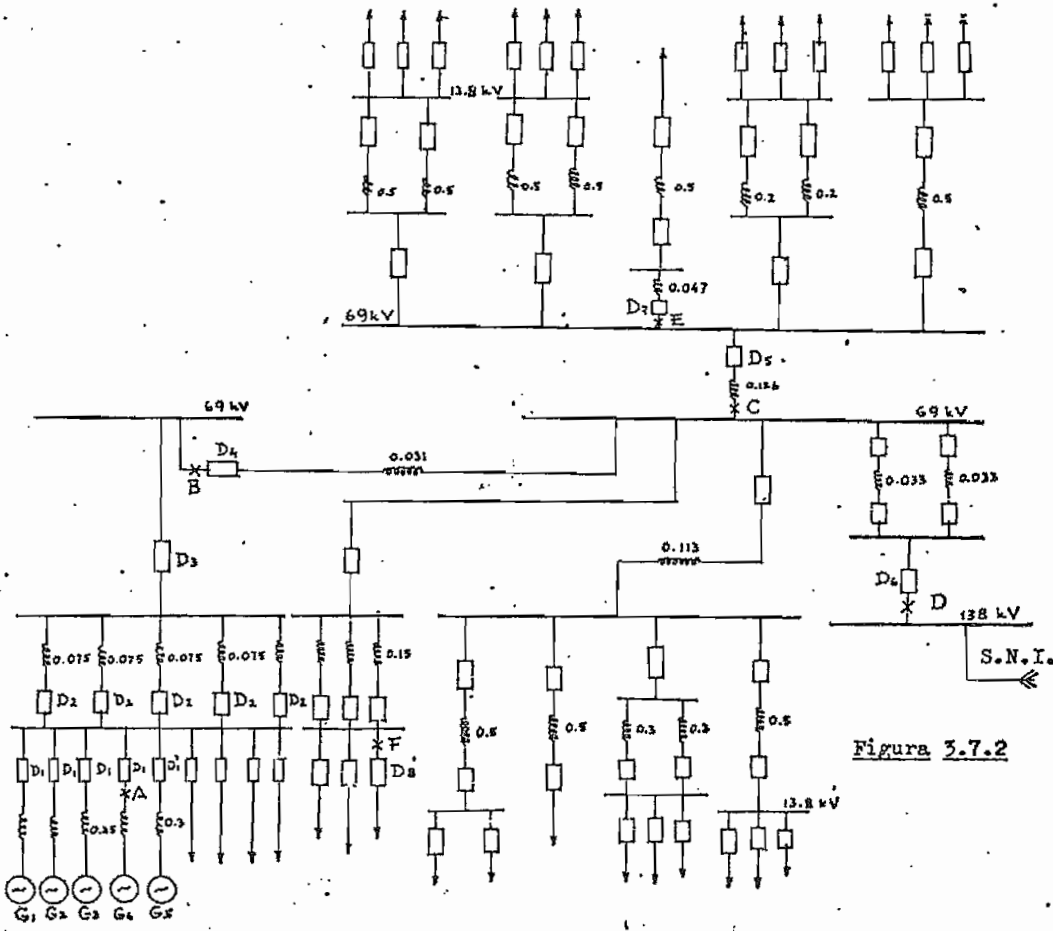 13.8 kV
0.5 0.5 0.5 0.5 0.5 0.2 0.2 0.5
0.047
D7 E
69 kV
D5
0.126
C
69 kV 69 kV
D4 0.031
B
0.033 0.033
D3
0.113
D6
D
138 kV
S.N.I.
0.075 0.075 0.075 0.075 0.15
D2 D2 D2 D2 D2
0.5 0.5 0.3 0.3 0.5
F
Figura 3.7.2
D1 D1 D1 D1 D1 D8
A
13.8 kV
0.25
G1 G2 G3 G4 G5